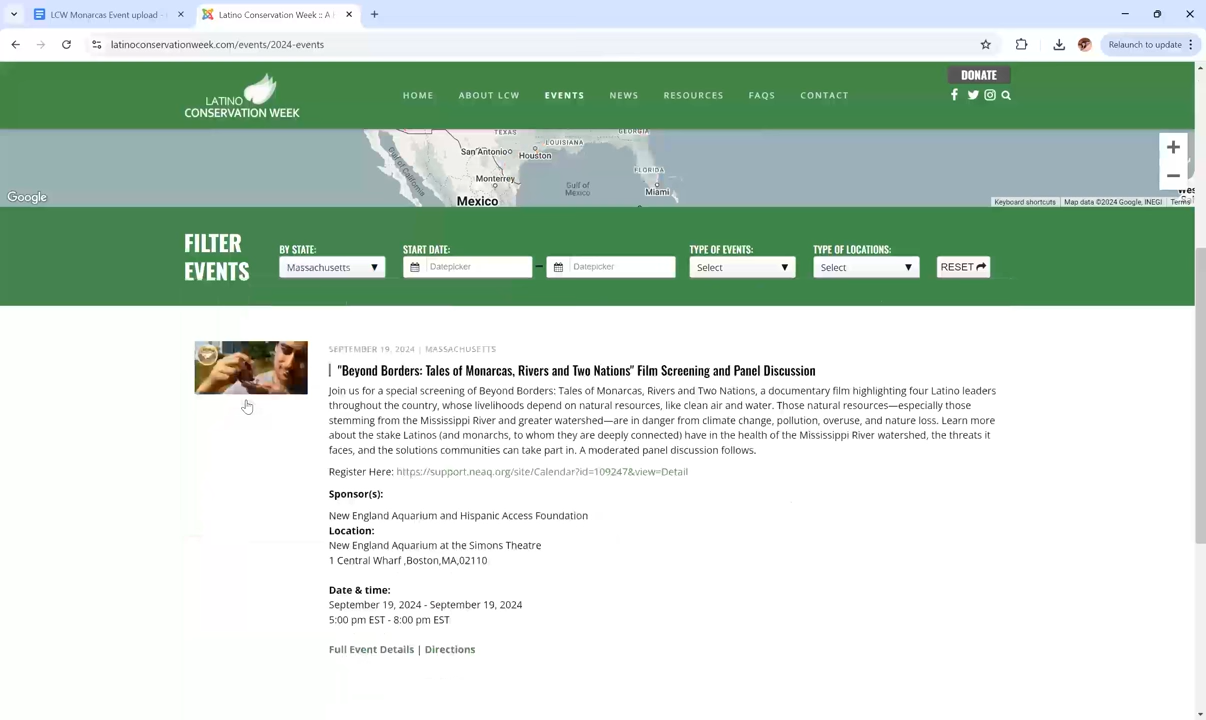 LCW Monarcas Event upload -
Latino Conservation Week :: A
latinoconservationweek.com/events/2024-events
Relaunch to update
LATINO
CONSERVATION WEEK
HOME
ABOUT LCW
EVENTS
NEWS
RESOURCES
FAQS
CONTACT
DONATE
TEXAS
San Antonio
Houston
LOUISIANA
GEORGIA
FLORIDA
Miami
Gulf of California
Monterrey
Gulf of
Mexico
Mexico
Google
Keyboard shortcuts
Map data ©2024 Google, INEGI
Terms
FILTER
EVENTS
BY STATE:
Massachusetts
START DATE:
Datepicker
–
Datepicker
TYPE OF EVENTS:
Select
TYPE OF LOCATIONS:
Select
RESET
SEPTEMBER 19, 2024 | MASSACHUSETTS
"Beyond Borders: Tales of Monarcas, Rivers and Two Nations" Film Screening and Panel Discussion
Join us for a special screening of Beyond Borders: Tales of Monarcas, Rivers and Two Nations, a documentary film highlighting four Latino leaders
throughout the country, whose livelihoods depend on natural resources, like clean air and water. Those natural resources—especially those
stemming from the Mississippi River and greater watershed—are in danger from climate change, pollution, overuse, and nature loss. Learn more
about the stake Latinos (and monarchs, to whom they are deeply connected) have in the health of the Mississippi River watershed, the threats it
faces, and the solutions communities can take part in. A moderated panel discussion follows.
Register Here: https://support.neaq.org/site/Calendar?id=109247&view=Detail
Sponsor(s):
New England Aquarium and Hispanic Access Foundation
Location:
New England Aquarium at the Simons Theatre
1 Central Wharf ,Boston,MA,02110
Date & time:
September 19, 2024 - September 19, 2024
5:00 pm EST - 8:00 pm EST
Full Event Details | Directions